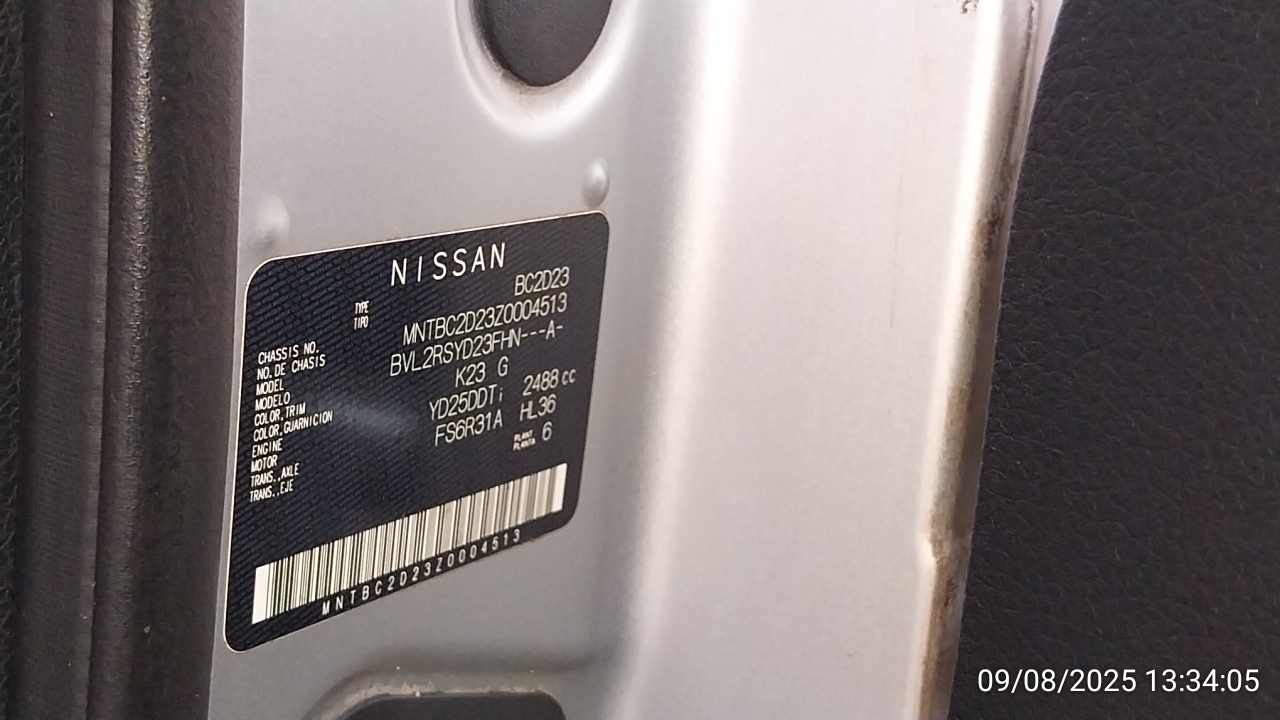 NISSAN
TYPE
TIPO
BC2D23
CHASSIS NO.
NO.DE CHASIS
MNTBC2D23Z0004513
MODEL
MODELO
BVL2RSYD23FHN---A-
COLOR,TRIM
COLOR,GUARNICION
K23 G
ENGINE
MOTOR
YD25DDTi 2488 cc
TRANS.,AXLE
TRANS.,EJE
FS6R31A HL36
PLANT
PLANTA 6
MNTBC2D23Z0004513
09/08/2025 13:34:05